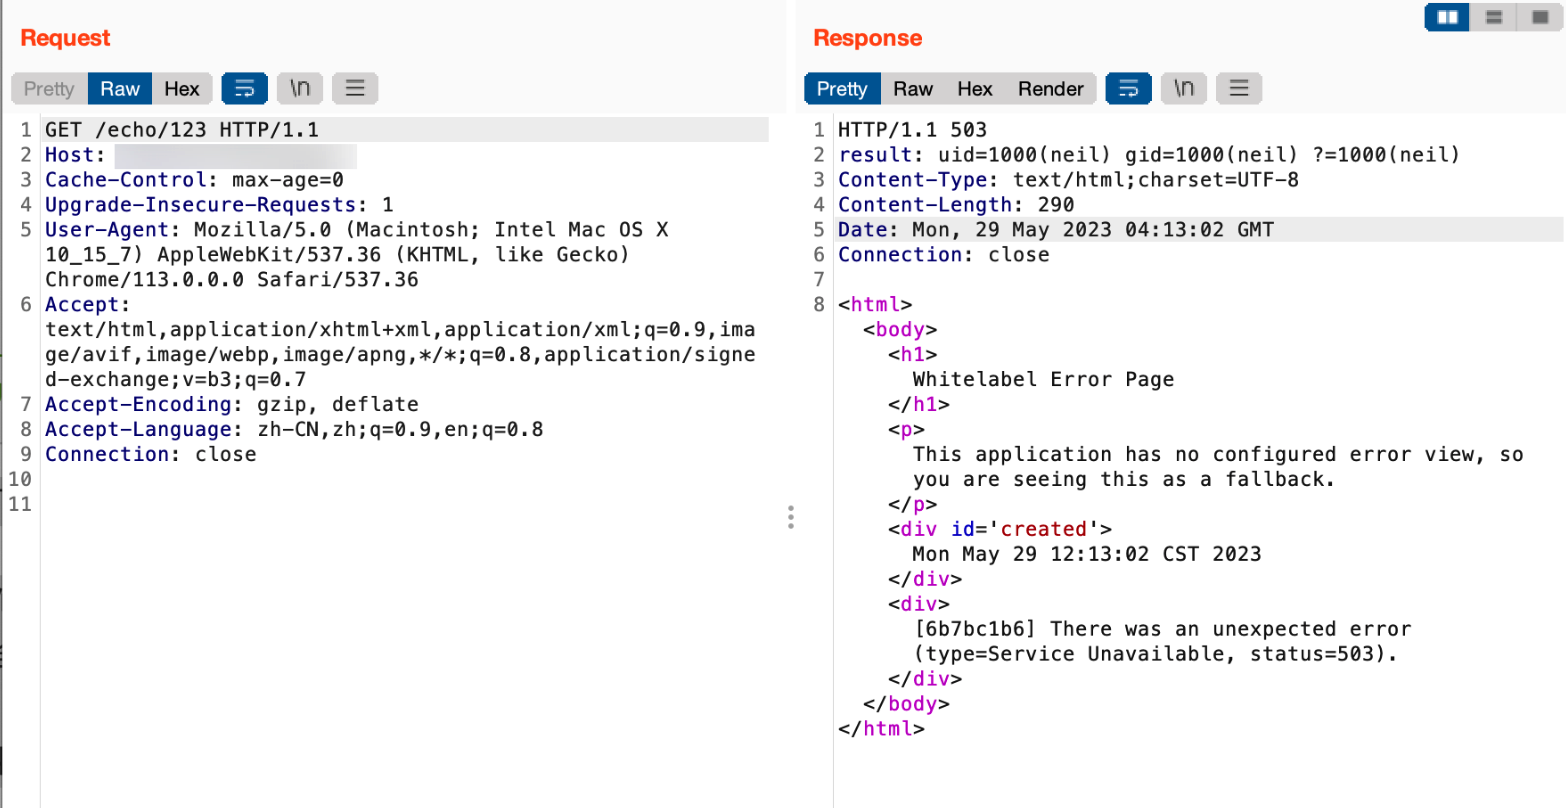 Request
Pretty Raw Hex \n
1 GET /echo/123 HTTP/1.1
2 Host:
3 Cache-Control: max-age=0
4 Upgrade-Insecure-Requests: 1
5 User-Agent: Mozilla/5.0 (Macintosh; Intel Mac OS X
10_15_7) AppleWebKit/537.36 (KHTML, like Gecko)
Chrome/113.0.0.0 Safari/537.36
6 Accept:
text/html,application/xhtml+xml,application/xml;q=0.9,ima
ge/avif,image/webp,image/apng,*/*;q=0.8,application/signe
d-exchange;v=b3;q=0.7
7 Accept-Encoding: gzip, deflate
8 Accept-Language: zh-CN,zh;q=0.9,en;q=0.8
9 Connection: close
10
11
Response
Pretty Raw Hex Render \n
1 HTTP/1.1 503
2 result: uid=1000(neil) gid=1000(neil) ?=1000(neil)
3 Content-Type: text/html;charset=UTF-8
4 Content-Length: 290
5 Date: Mon, 29 May 2023 04:13:02 GMT
6 Connection: close
7
8 <html>
<body>
<h1>
Whitelabel Error Page
</h1>
<p>
This application has no configured error view, so
you are seeing this as a fallback.
</p>
<div id='created'>
Mon May 29 12:13:02 CST 2023
</div>
<div>
[6b7bc1b6] There was an unexpected error
(type=Service Unavailable, status=503).
</div>
</body>
</html>